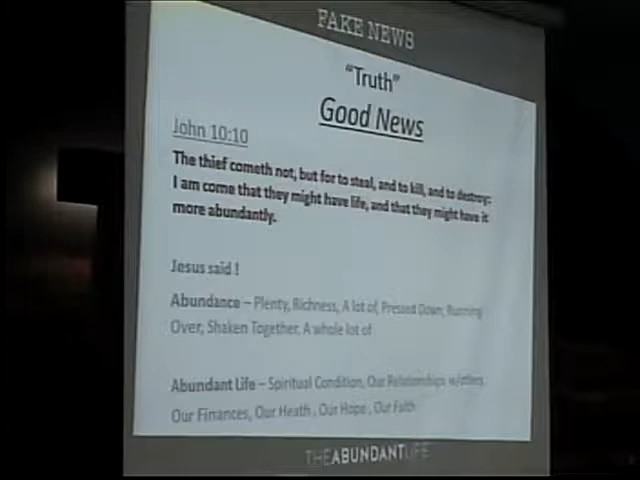 FAKE NEWS
"Truth"
Good News
John 10:10
The thief cometh not, but for to steal, and to kill, and to destroy:
I am come that they might have life, and that they might have it
more abundantly.
Jesus said !
Abundance – Plenty, Richness, A lot of, Pressed Down, Running
Over, Shaken Together, A whole lot of
Abundant Life – Spiritual Condition, Our Relationships w/others
Our Finances, Our Heath , Our Hope , Our Faith
THEABUNDANTLIFE